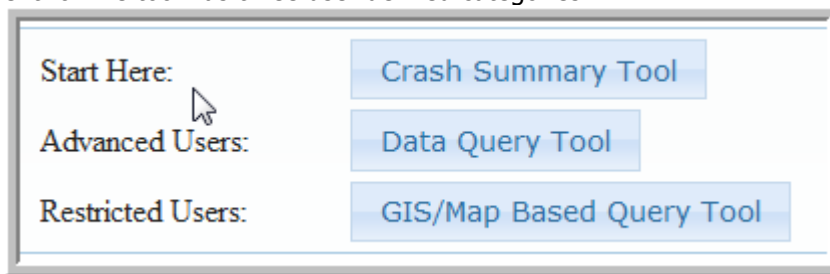 Start Here: Crash Summary Tool
Advanced Users: Data Query Tool
Restricted Users: GIS/Map Based Query Tool